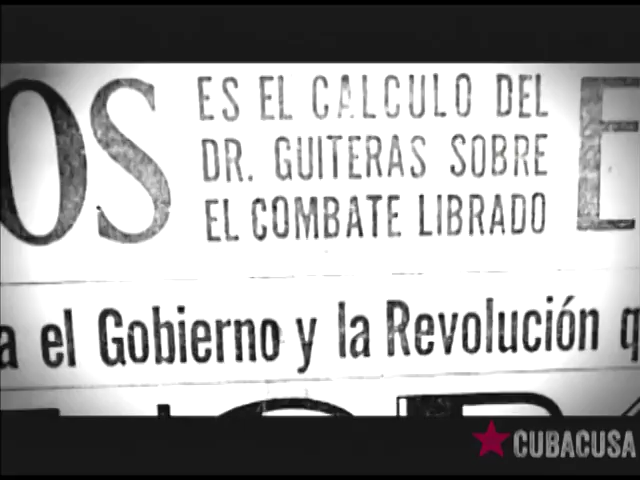 OS
ES EL CALCULO DEL
DR. GUITERAS SOBRE
EL COMBATE LIBRADO
E
a el Gobierno y la Revolución q
CUBACUSA